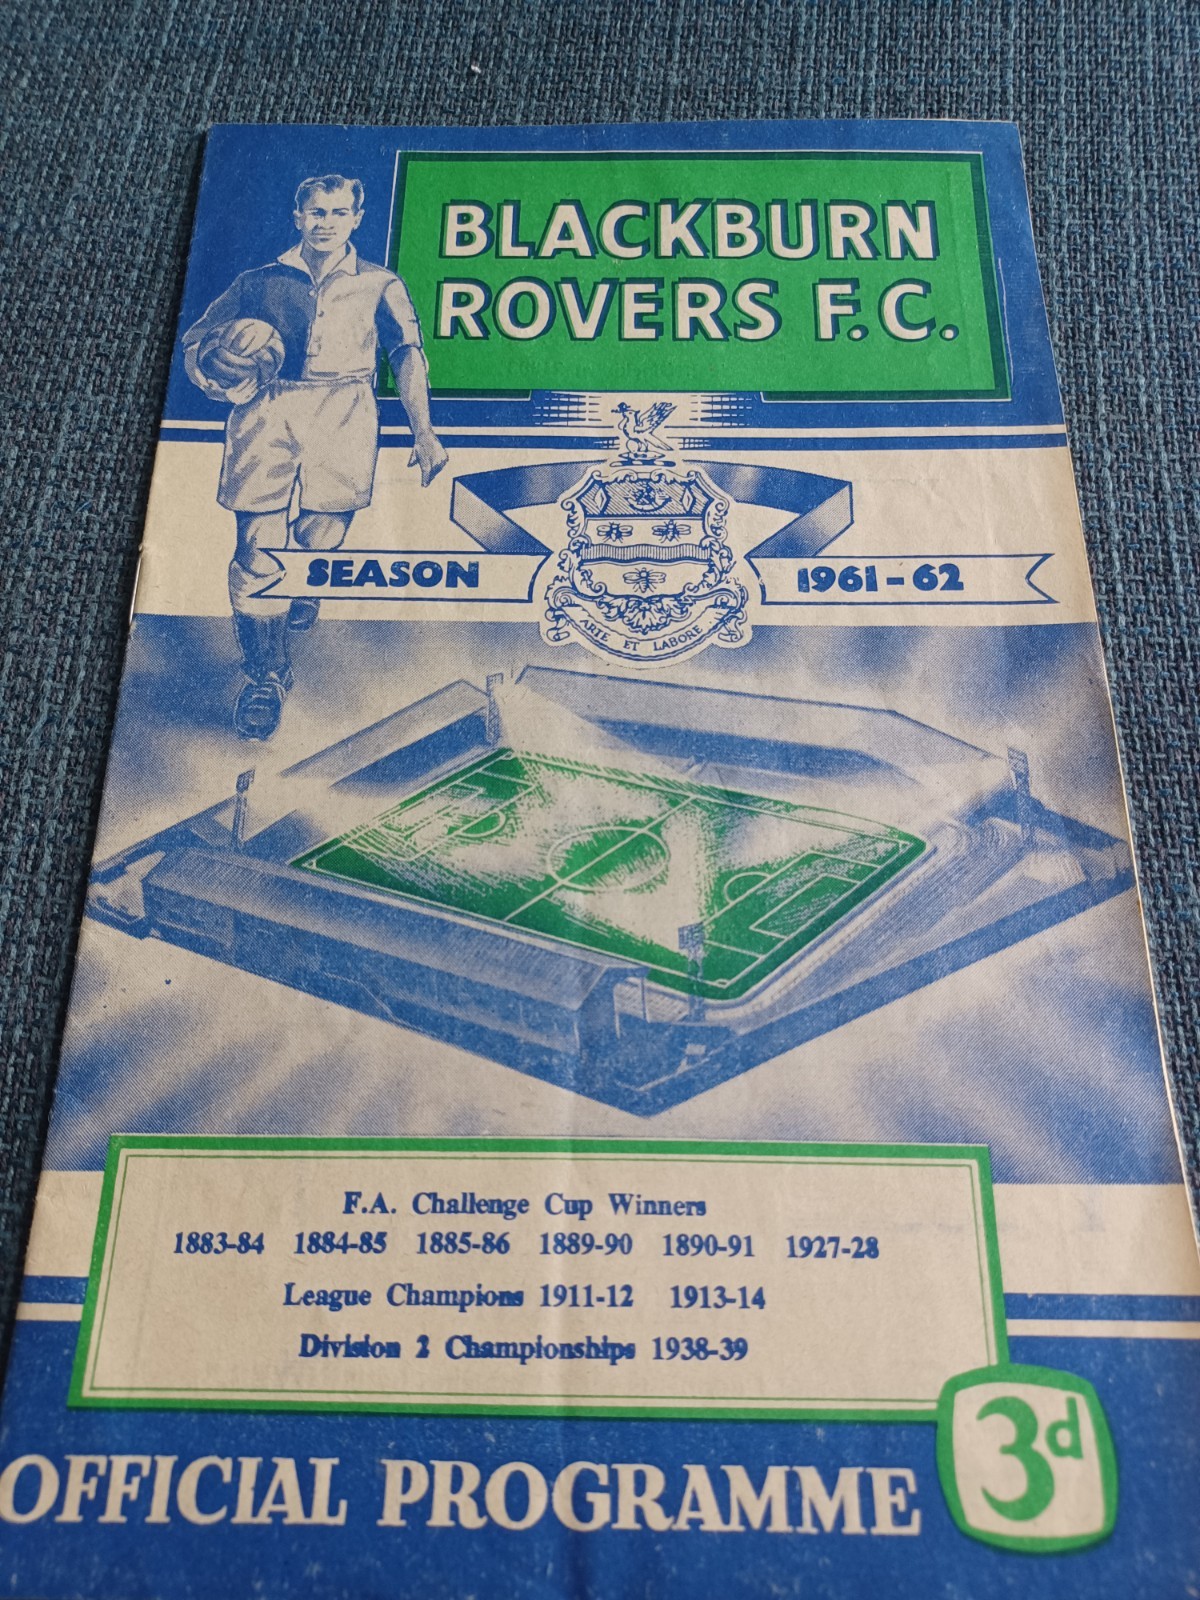 BLACKBURN
ROVERS F.C.
SEASON 1961-62
ARTE ET LABORE
F.A. Challenge Cup Winners
1883-84 1884-85 1885-86 1889-90 1890-91 1927-28
League Champions 1911-12 1913-14
Division 2 Championships 1938-39
OFFICIAL PROGRAMME
3d